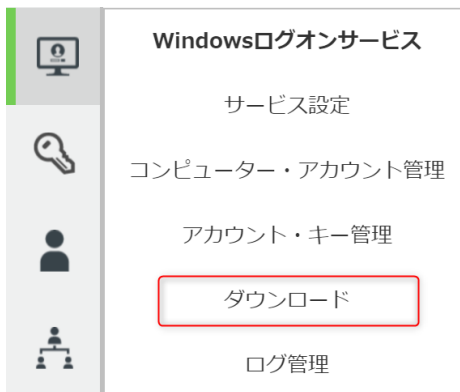 Windowsログオンサービス
サービス設定
コンピューター・アカウント管理
アカウント・キー管理
ダウンロード
ログ管理